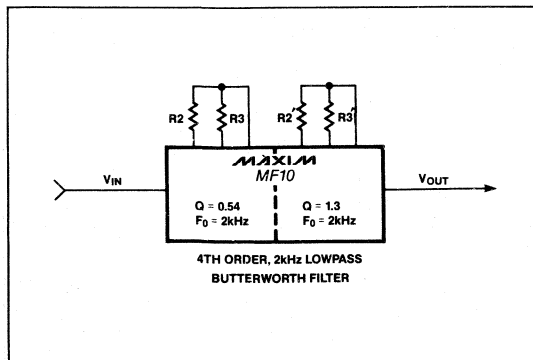 R2
R3
R2'
R3'
VIN
MAXIM
MF10
VOUT
Q = 0.54
F0 = 2kHz
Q = 1.3
F0 = 2kHz
4TH ORDER, 2kHz LOWPASS
BUTTERWORTH FILTER